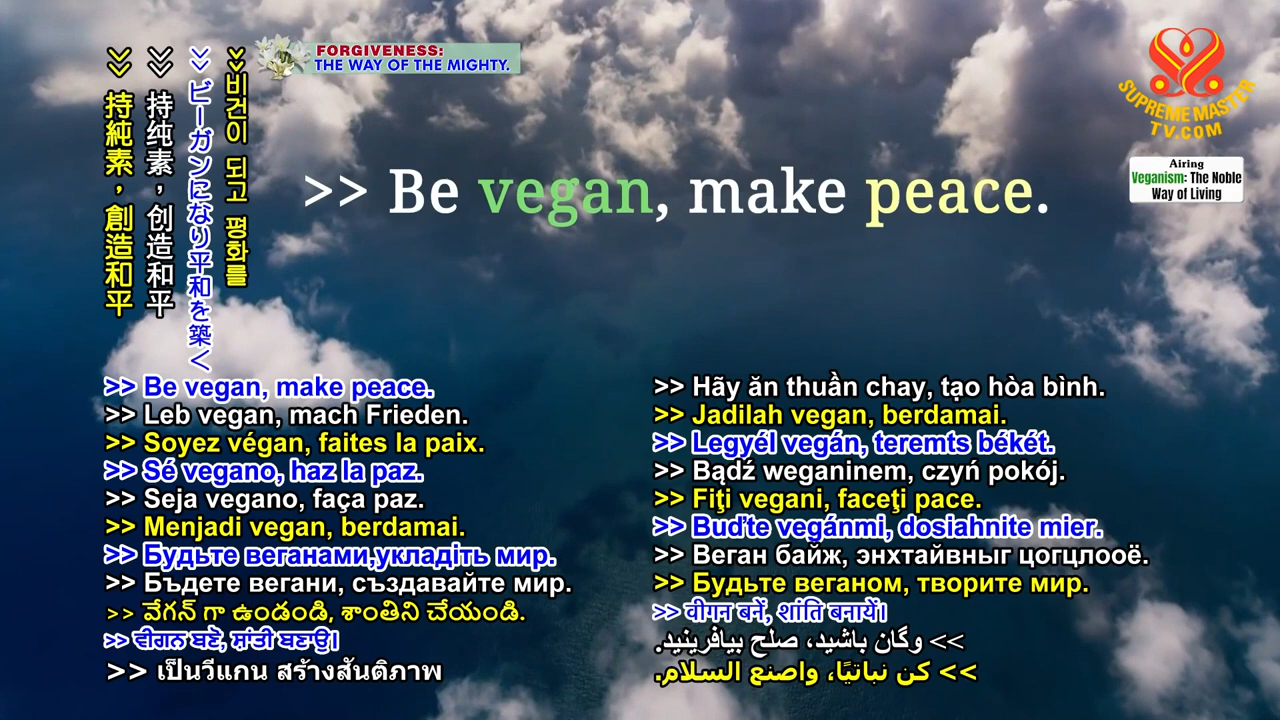 FORGIVENESS:
THE WAY OF THE MIGHTY.
SUPREME MASTER
TV.COM
Airing
Veganism: The Noble
Way of Living
>> Be vegan, make peace.
>> 持純素，創造和平
>> 持纯素，创造和平
>> ビーガンになり平和を築く
>> 비건이 되고 평화를
>> Be vegan, make peace.
>> Leb vegan, mach Frieden.
>> Soyez végan, faites la paix.
>> Sé vegano, haz la paz.
>> Seja vegano, faça paz.
>> Menjadi vegan, berdamai.
>> Будьте веганами,укладіть мир.
>> Бъдете вегани, създавайте мир.
>> వేగన్ గా ఉండండి, శాంతిని చేయండి.
>> ਵੀਗਨ ਬਣੋ, ਸ਼ਾਂਤੀ ਬਣਾਉ।
>> เป็นวีแกน สร้างสันติภาพ
>> Hãy ăn thuần chay, tạo hòa bình.
>> Jadilah vegan, berdamai.
>> Legyél vegán, teremts békét.
>> Bądź weganinem, czyń pokój.
>> Fiţi vegani, faceţi pace.
>> Buďte vegánmi, dosiahnite mier.
>> Веган байж, энхтайвныг цогцлооё.
>> Будьте веганом, творите мир.
>> वीगन बनें, शांति बनायें।
>> وگان باشید، صلح بیافرینید.
>> كن نباتيًا، واصنع السلام.